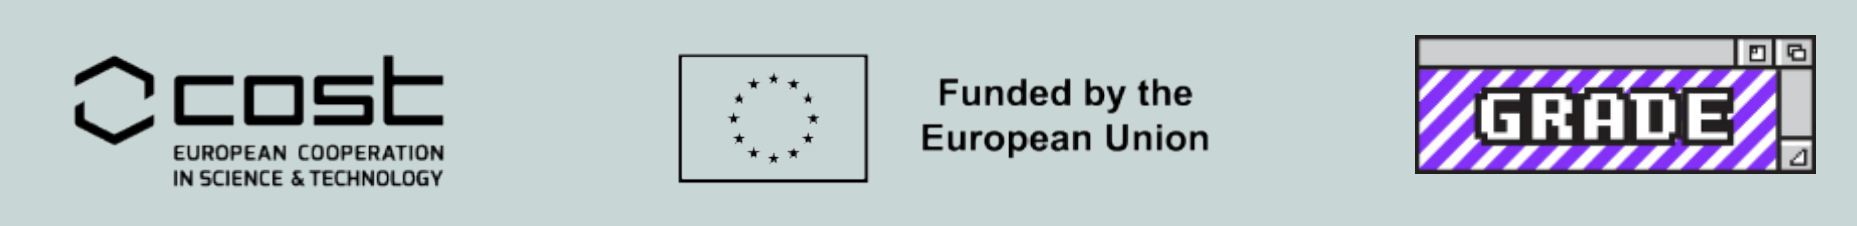 cost
EUROPEAN COOPERATION
IN SCIENCE & TECHNOLOGY
Funded by the
European Union
GRADE